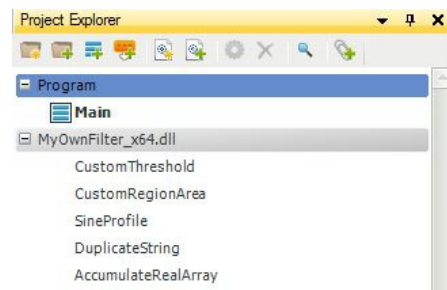 Project Explorer
Program
Main
MyOwnFilter_x64.dll
CustomThreshold
CustomRegionArea
SineProfile
DuplicateString
AccumulateRealArray